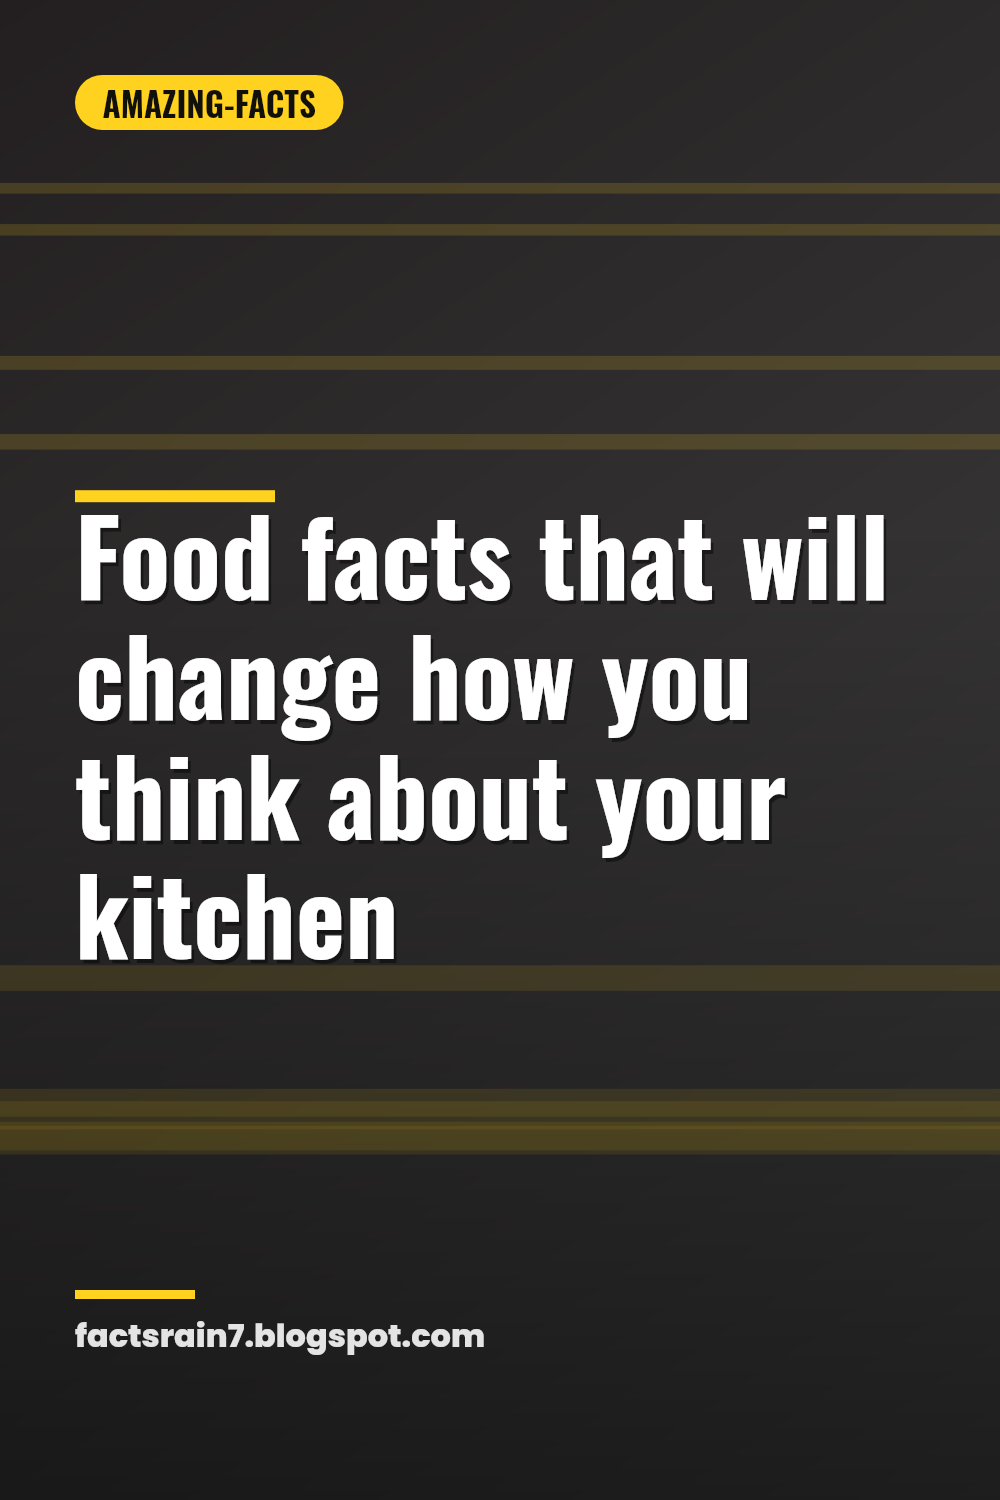 AMAZING-FACTS
Food facts that will
change how you
think about your
kitchen
factsrain7.blogspot.com